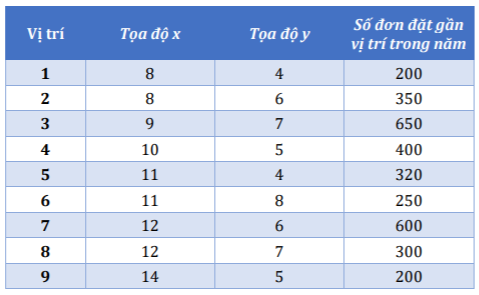 Vị trí Tọa độ x Tọa độ y Số đơn đặt gần
vị trí trong năm
1 8 4 200
2 8 6 350
3 9 7 650
4 10 5 400
5 11 4 320
6 11 8 250
7 12 6 600
8 12 7 300
9 14 5 200